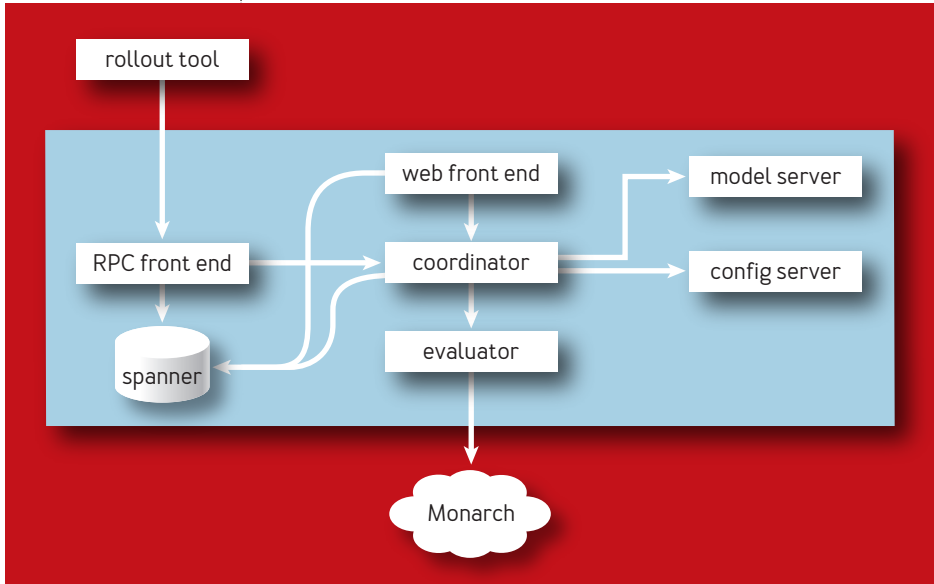 rollout tool
web front end
model server
RPC front end
coordinator
config server
evaluator
spanner
Monarch